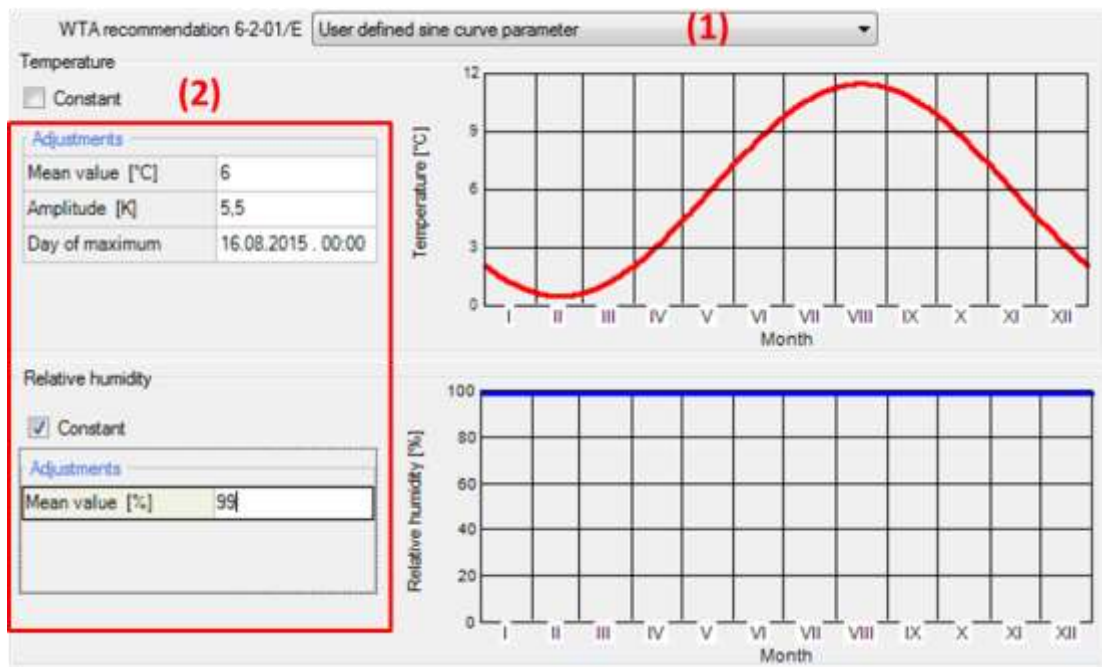 WTA recommendation 6-2-01/E User defined sine curve parameter (1)
Temperature
Constant (2)
Adjustments
Mean value [°C] 6
Amplitude [K] 5,5
Day of maximum 16.08.2015 . 00:00
Temperature [°C]
12
9
6
3
0
I II III IV V VI VII VIII IX X XI XII
Month
Relative humidity
Constant
Adjustments
Mean value [%] 99
Relative humidity [%]
100
80
60
40
20
0
I II III IV V VI VII VIII IX X XI XII
Month